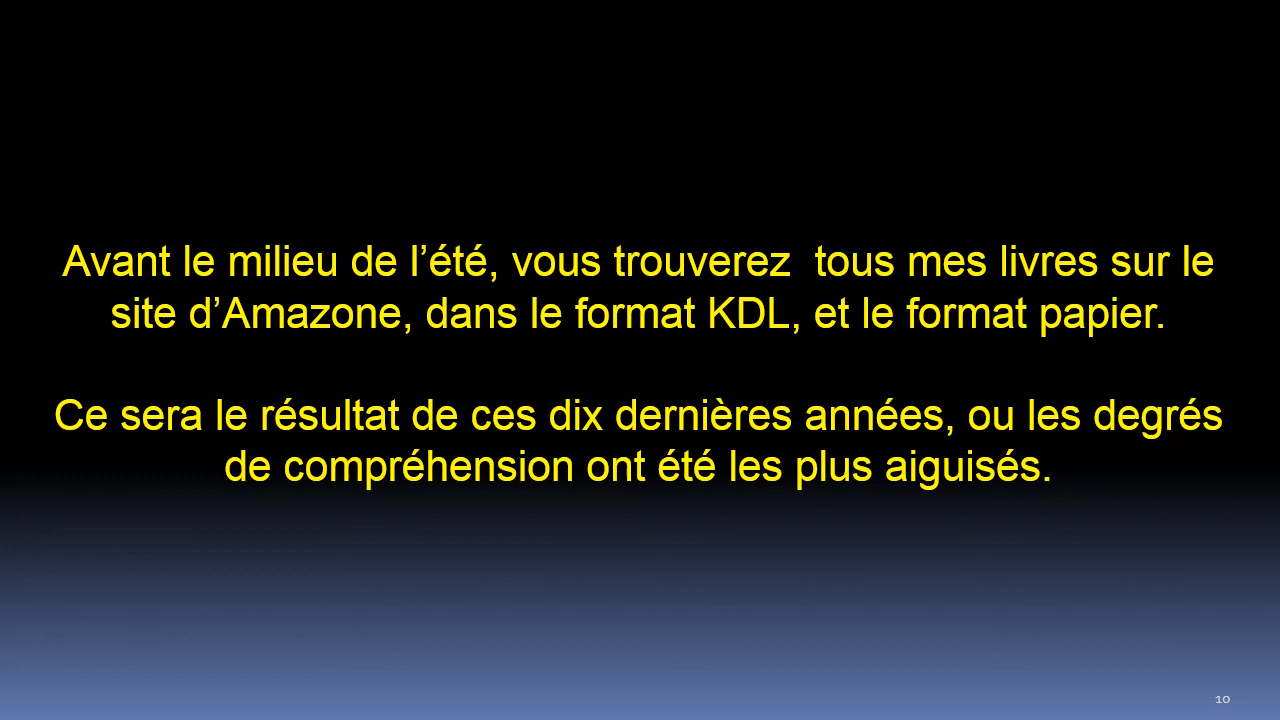 Avant le milieu de l’été, vous trouverez  tous mes livres sur le
site d’Amazone, dans le format KDL, et le format papier.
Ce sera le résultat de ces dix dernières années, ou les degrés
de compréhension ont été les plus aiguisés.
10